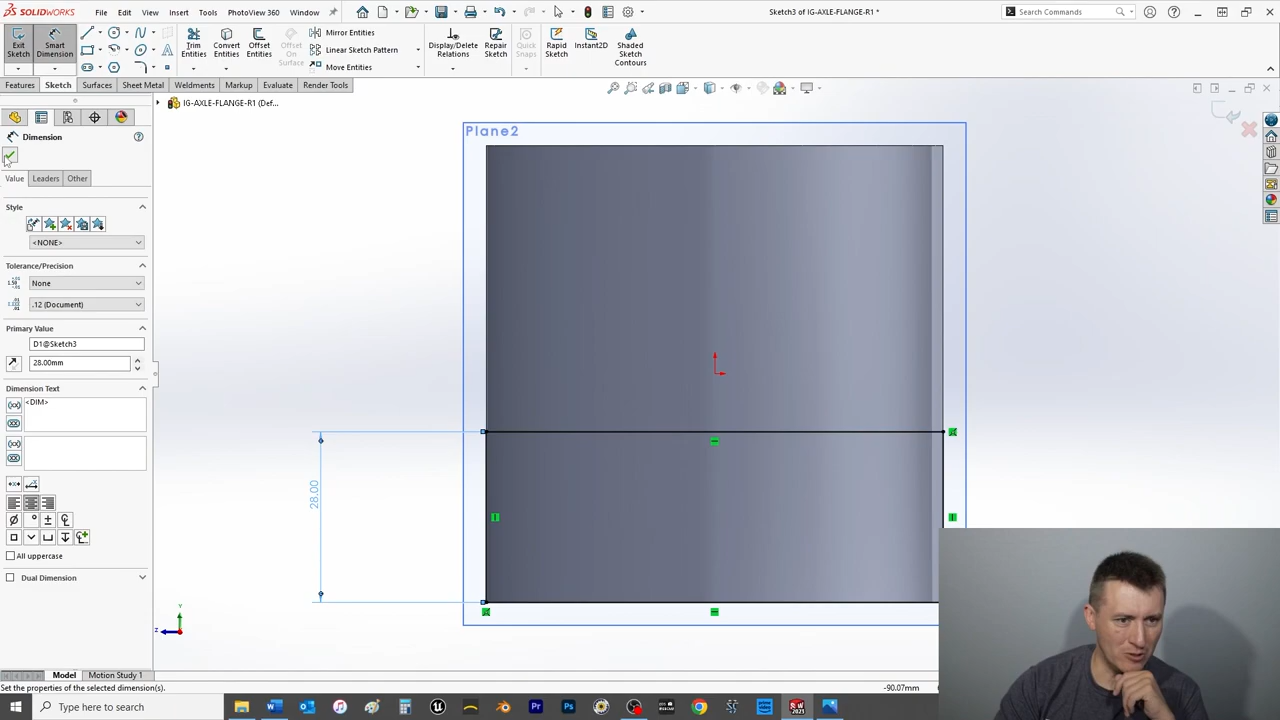 SOLIDWORKS File Edit View Insert Tools PhotoView 360 Window Sketch3 of IG-AXLE-FLANGE-R1 * Search Commands
Exit Sketch Smart Dimension Trim Entities Convert Entities Offset Entities Offset On Surface Mirror Entities Display/Delete Relations Repair Sketch Quick Snaps Rapid Sketch Instant2D Shaded Sketch Contours
Linear Sketch Pattern
Move Entities
Features Sketch Surfaces Sheet Metal Weldments Markup Evaluate Render Tools
IG-AXLE-FLANGE-R1 (Def...
Plane2
Dimension
Value Leaders Other
Style
<NONE>
Tolerance/Precision
None
.12 (Document)
Primary Value
D1@Sketch3
28.00mm
Dimension Text
<DIM>
28.00
All uppercase
Dual Dimension
Y
Z
Model Motion Study 1
Set the properties of the selected dimension(s). -90.07mm
Type here to search